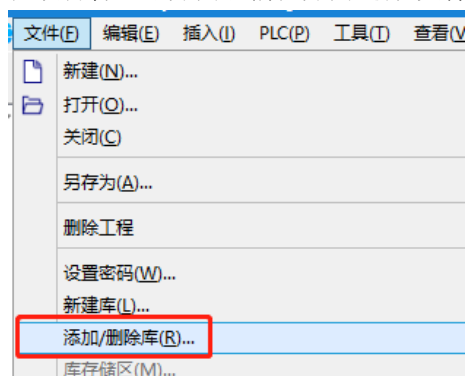 文件(F) 编辑(E) 插入(I) PLC(P) 工具(T) 查看(V
新建(N)...
打开(O)...
关闭(C)
另存为(A)...
删除工程
设置密码(W)...
新建库(L)...
添加/删除库(R)...
库存储区(M)...